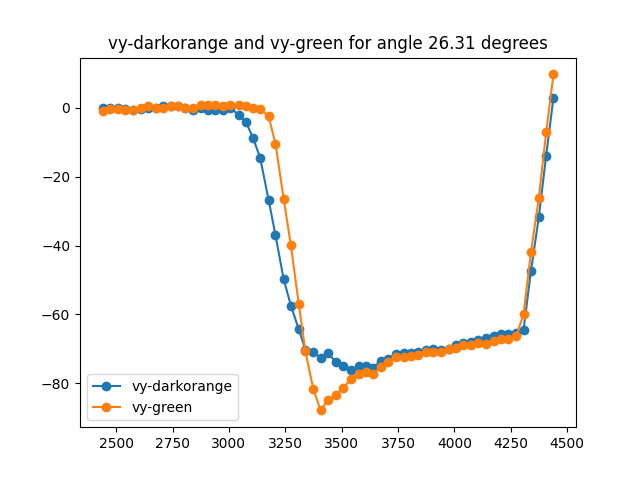 vy-darkorange and vy-green for angle 26.31 degrees
0
−20
−40
−60
−80
vy-darkorange
vy-green
2500 2750 3000 3250 3500 3750 4000 4250 4500